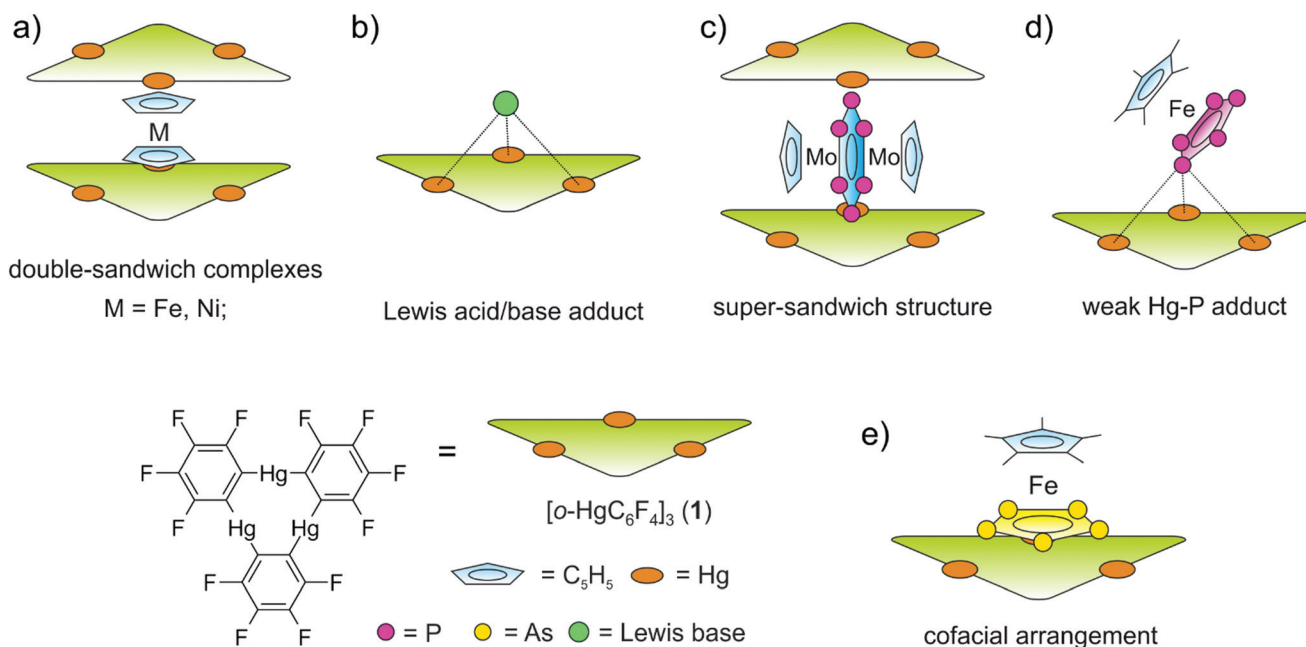 a)
b)
c)
d)
M
Mo Mo
Fe
double-sandwich complexes
M = Fe, Ni;
Lewis acid/base adduct
super-sandwich structure
weak Hg-P adduct
F F F F
F Hg F
F Hg Hg F
F F
F F
=
[o-HgC6F4]3 (1)
= C5H5 = Hg
= P = As = Lewis base
e)
Fe
cofacial arrangement